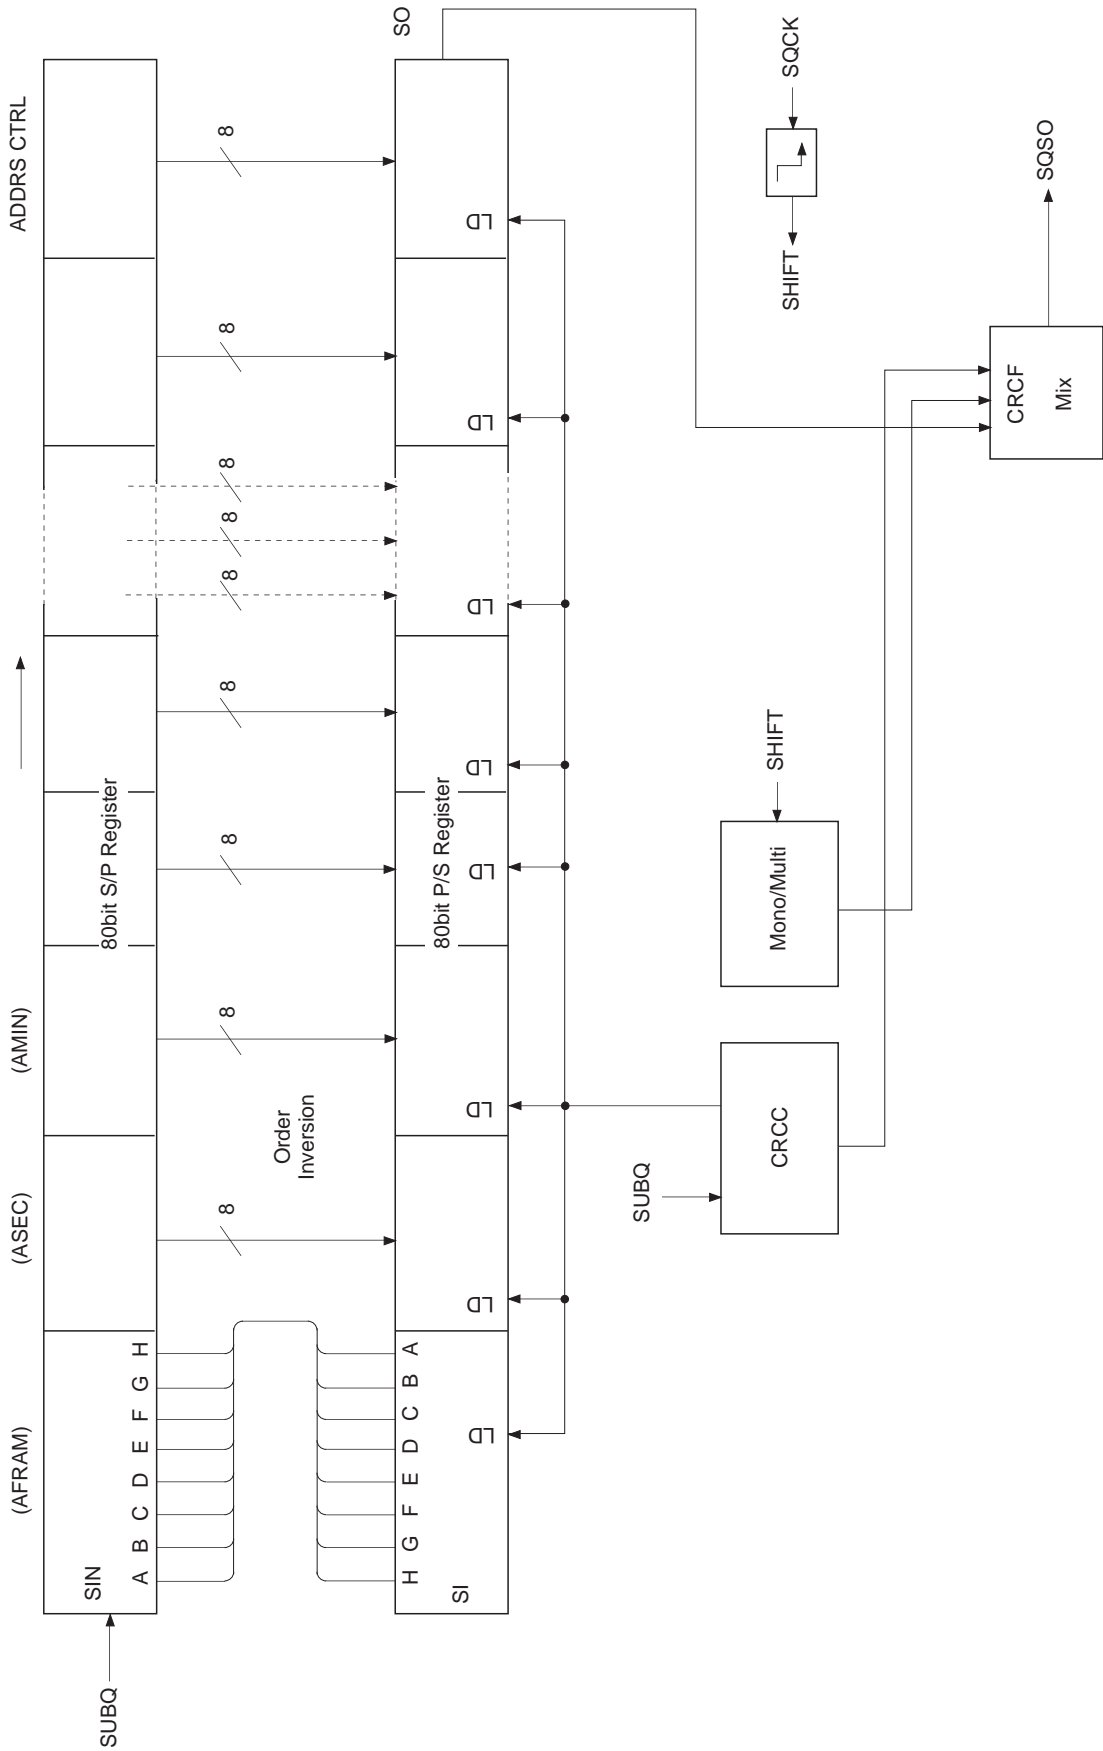 (AFRAM)
(ASEC)
(AMIN)
ADDRS CTRL
SUBQ
SIN
80bit S/P Register
A B C D E F G H
8
8
8
8
8
8
8
8
8
Order
Inversion
SO
H G F E D C B A
80bit P/S Register
SI
LD
LD
LD
LD
LD
LD
LD
LD
SUBQ
CRCC
Mono/Multi
SHIFT
SHIFT
SQCK
CRCF
Mix
SQSO